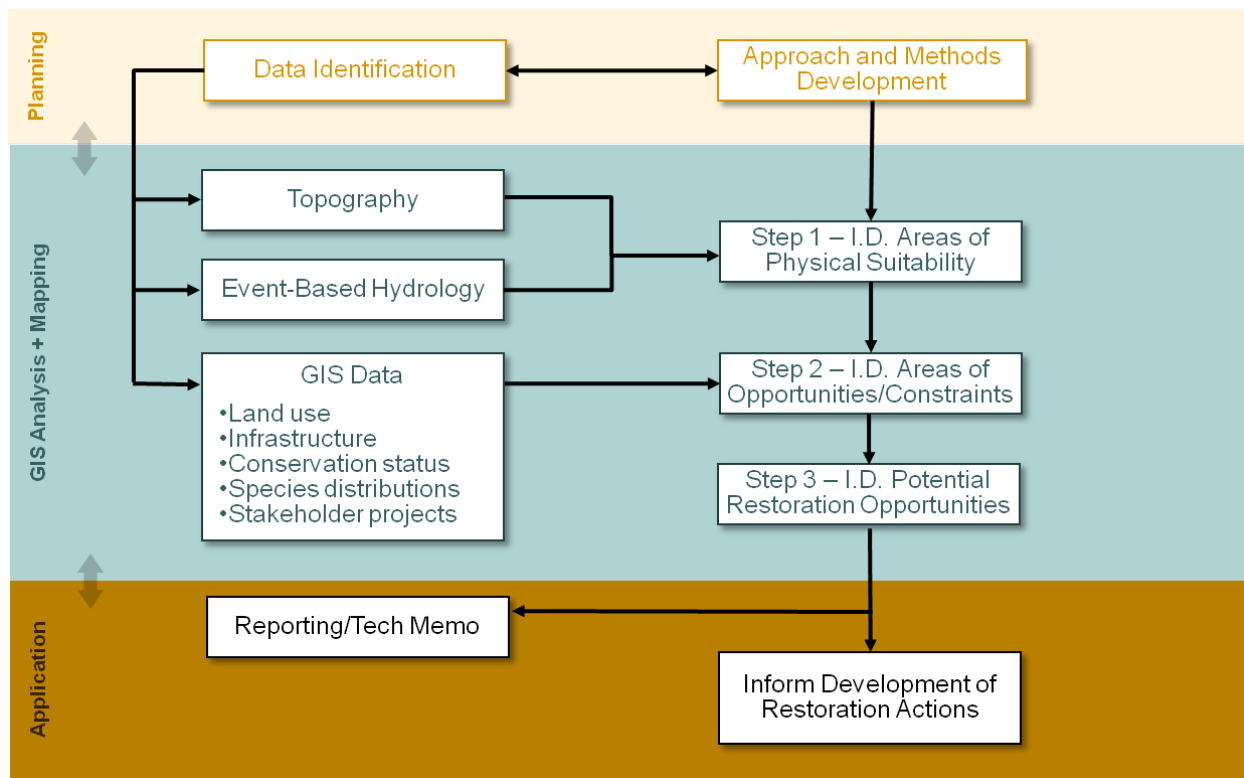 Planning
Data Identification
Approach and Methods
Development
GIS Analysis + Mapping
Topography
Event-Based Hydrology
Step 1 – I.D. Areas of
Physical Suitability
GIS Data
•Land use
•Infrastructure
•Conservation status
•Species distributions
•Stakeholder projects
Step 2 – I.D. Areas of
Opportunities/Constraints
Step 3 – I.D. Potential
Restoration Opportunities
Application
Reporting/Tech Memo
Inform Development of
Restoration Actions